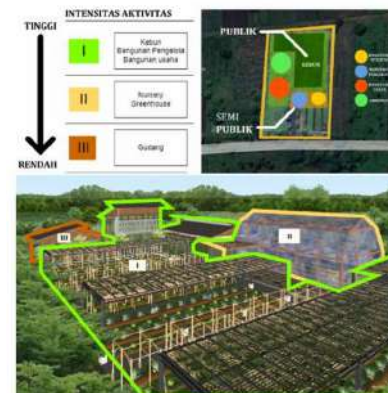 INTENSITAS AKTIVITAS
TINGGI
I
Kebun
Bangunan Pengelola
Bangunan usaha
II
Nursery
Greenhouse
III
Gudang
RENDAH
PUBLIK
KEBUN
SEMI
PUBLIK
III
I
II